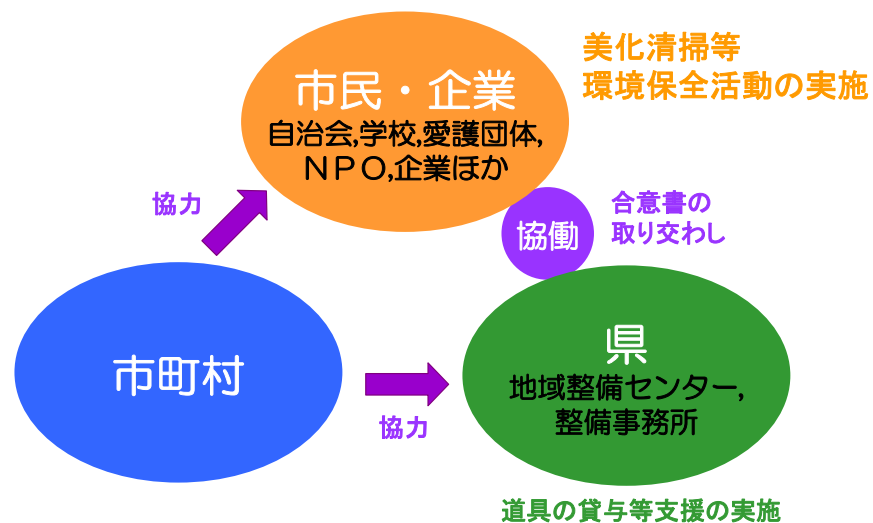 美化清掃等
環境保全活動の実施
市民・企業
自治会,学校,愛護団体,
ＮＰＯ,企業ほか
協力
協働
合意書の
取り交わし
市町村
協力
県
地域整備センター,
整備事務所
道具の貸与等支援の実施